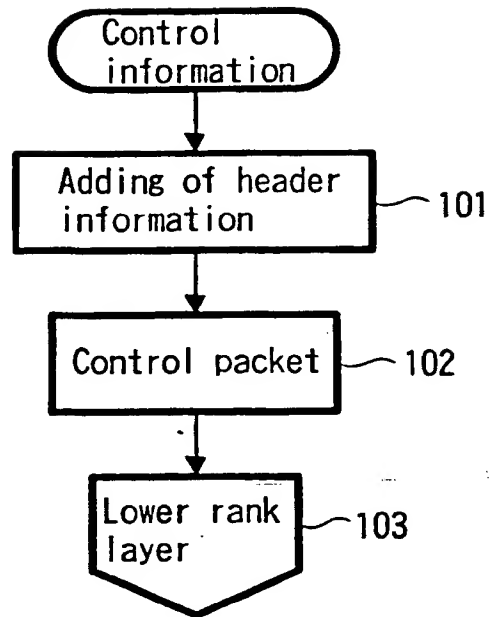 Control
information
Adding of header
information
101
Control packet
102
Lower rank
layer
103